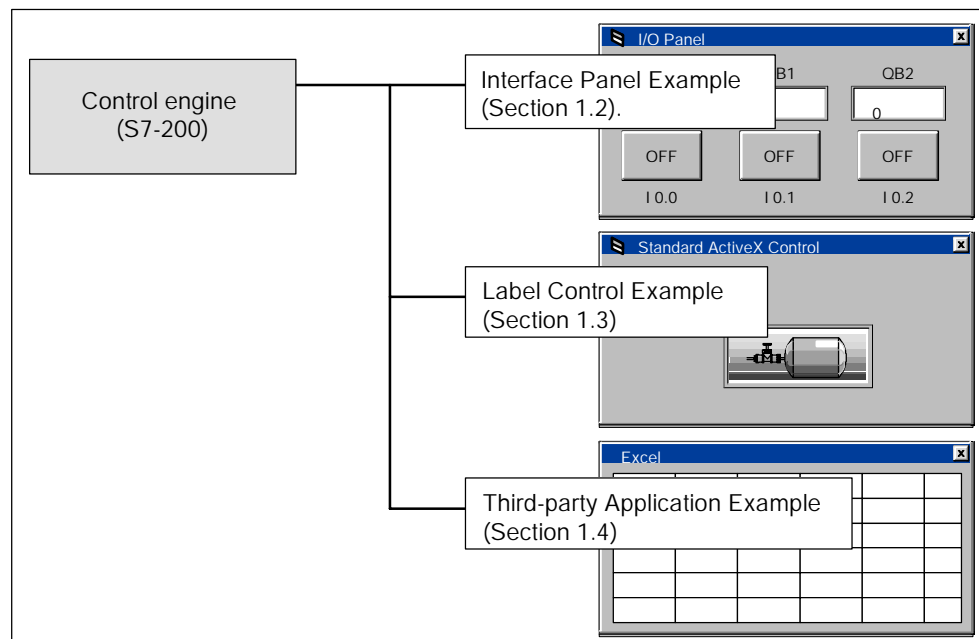 Control engine
(S7-200)
Interface Panel Example
(Section 1.2).
I/O Panel
QB2
0
OFF
OFF
OFF
I 0.0
I 0.1
I 0.2
Standard ActiveX Control
Label Control Example
(Section 1.3)
Excel
Third-party Application Example
(Section 1.4)